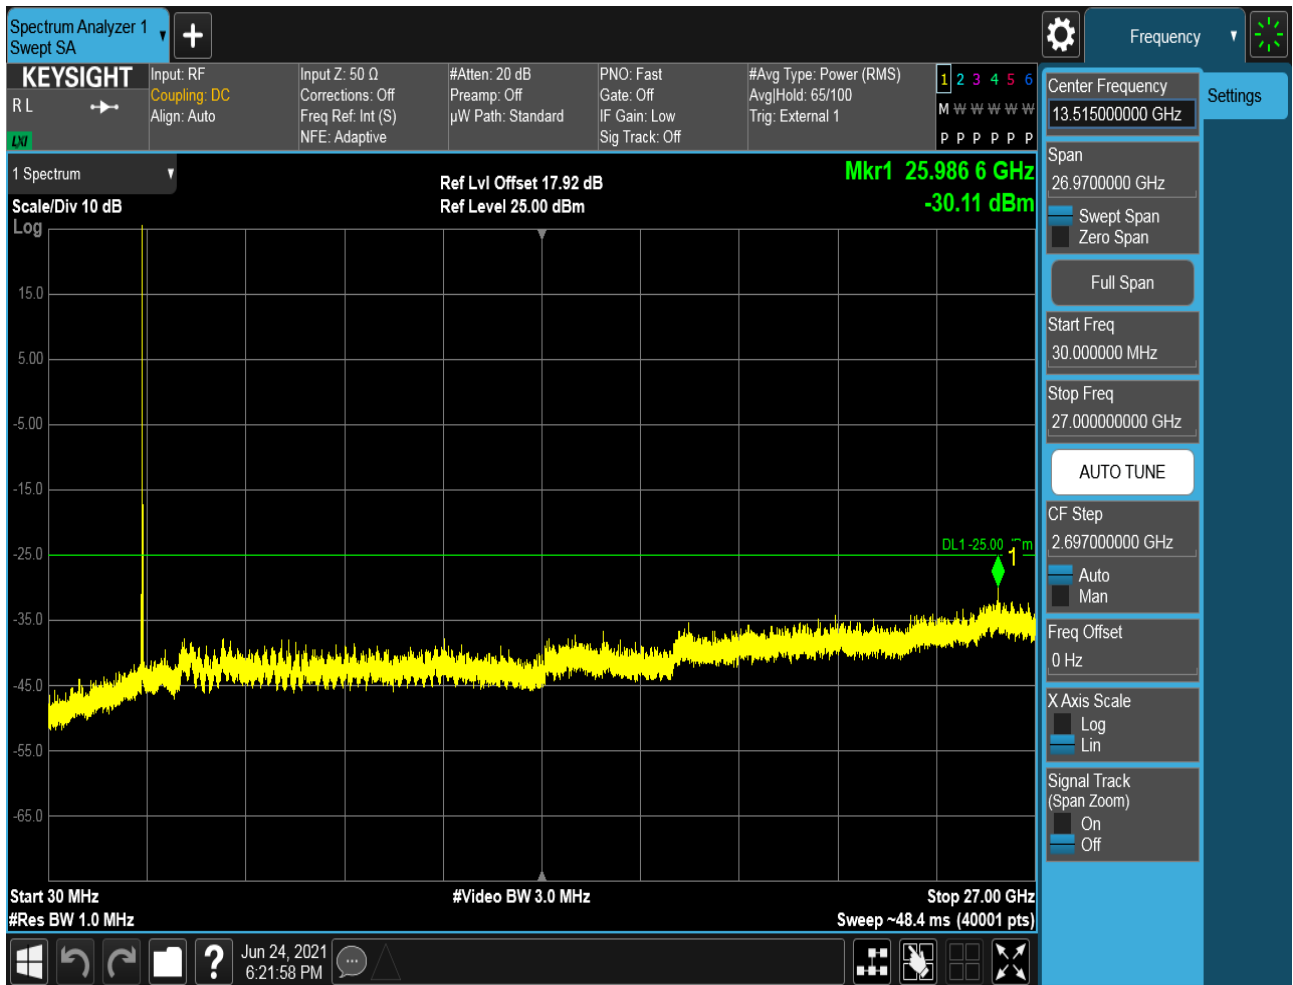 Spectrum Analyzer 1
Swept SA
Frequency
KEYSIGHT
R L
LXI
Input: RF
Coupling: DC
Align: Auto
Input Z: 50 Ω
Corrections: Off
Freq Ref: Int (S)
NFE: Adaptive
#Atten: 20 dB
Preamp: Off
µW Path: Standard
PNO: Fast
Gate: Off
IF Gain: Low
Sig Track: Off
#Avg Type: Power (RMS)
Avg|Hold: 65/100
Trig: External 1
1 2 3 4 5 6
M W W W W W
P P P P P P
1 Spectrum
Scale/Div 10 dB
Log
Ref Lvl Offset 17.92 dB
Ref Level 25.00 dBm
Mkr1 25.986 6 GHz
-30.11 dBm
15.0
5.00
-5.00
-15.0
-25.0
-35.0
-45.0
-55.0
-65.0
DL1 -25.00
1
Start 30 MHz
#Res BW 1.0 MHz
#Video BW 3.0 MHz
Stop 27.00 GHz
Sweep ~48.4 ms (40001 pts)
Center Frequency
13.515000000 GHz
Span
26.9700000 GHz
Swept Span
Zero Span
Full Span
Start Freq
30.000000 MHz
Stop Freq
27.000000000 GHz
AUTO TUNE
CF Step
2.697000000 GHz
Auto
Man
Freq Offset
0 Hz
X Axis Scale
Log
Lin
Signal Track
(Span Zoom)
On
Off
Settings
?
Jun 24, 2021
6:21:58 PM